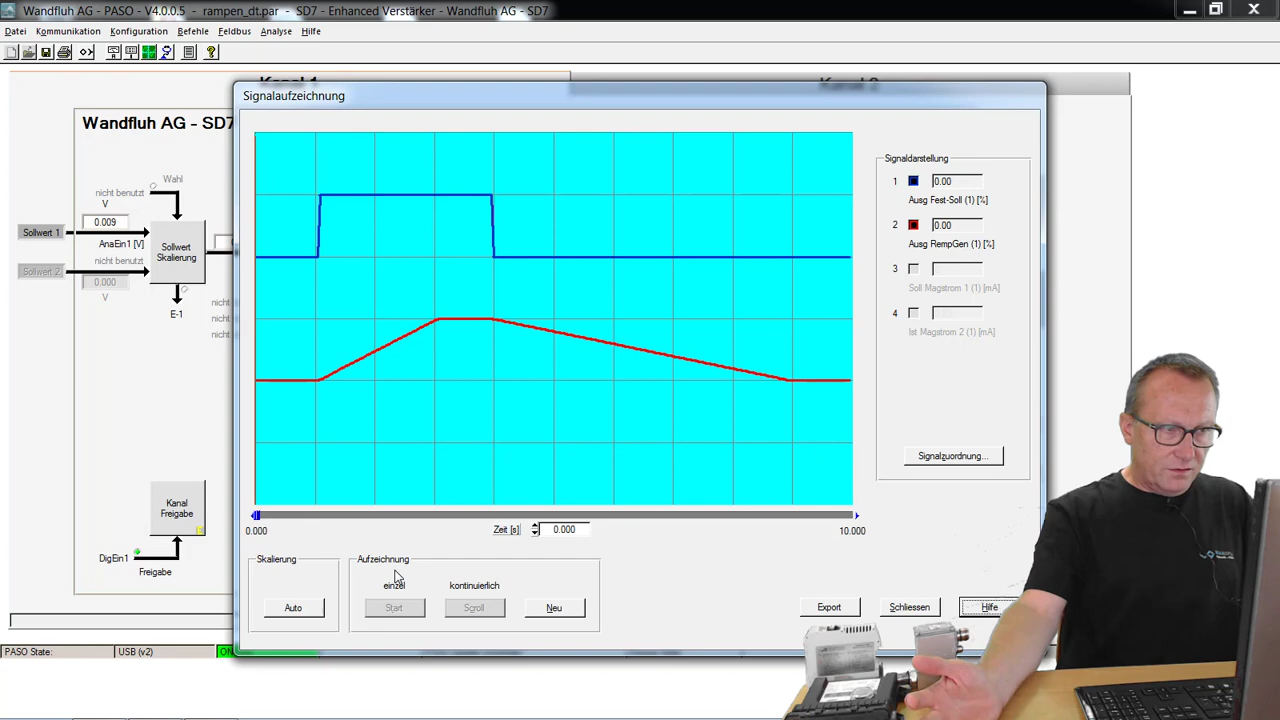 Wandfluh AG - PASO - V4.0.0.5 - rampen_dt.par - SD7 - Enhanced Verstärker - Wandfluh AG - SD7
Datei Kommunikation Konfiguration Befehle Feldbus Analyse Hilfe
Kanal 1
Kanal 2
Wandfluh AG - SD7
Wahl
nicht benutzt
V
0.009
Sollwert 1
AnaEin1 [V]
nicht benutzt
Sollwert 2
0.000
V
Sollwert
Skalierung
E-1
nicht
nicht
nicht
Kanal
Freigabe
DigEin1
Freigabe
Signalaufzeichnung
Signaldarstellung
1 0.00
Ausg Fest-Soll (1) [%]
2 0.00
Ausg RempGen (1) [%]
3
Soll Magstrom 1 (1) [mA]
4
Ist Magstrom 2 (1) [mA]
Signalzuordnung...
0.000
Zeit [s] 0.000
10.000
Skalierung
Auto
Aufzeichnung
einzel
kontinuierlich
Start
Scroll
Neu
Export
Schliessen
Hilfe
PASO State:
USB (v2)